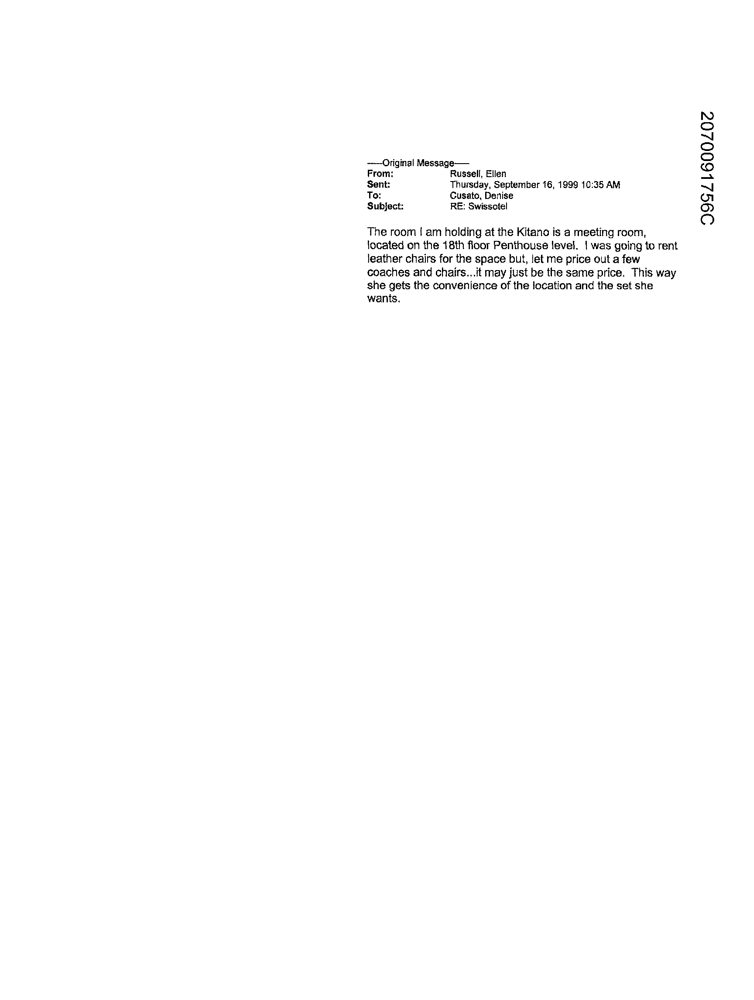 -----Original Message-----
From: Russell, Ellen
Sent: Thursday, September 16, 1999 10:35 AM
To: Cusato, Denise
Subject: RE: Swissotel
The room I am holding at the Kitano is a meeting room,
located on the 18th floor Penthouse level.  I was going to rent
leather chairs for the space but, let me price out a few
coaches and chairs...it may just be the same price.  This way
she gets the convenience of the location and the set she
wants.
2070091756C